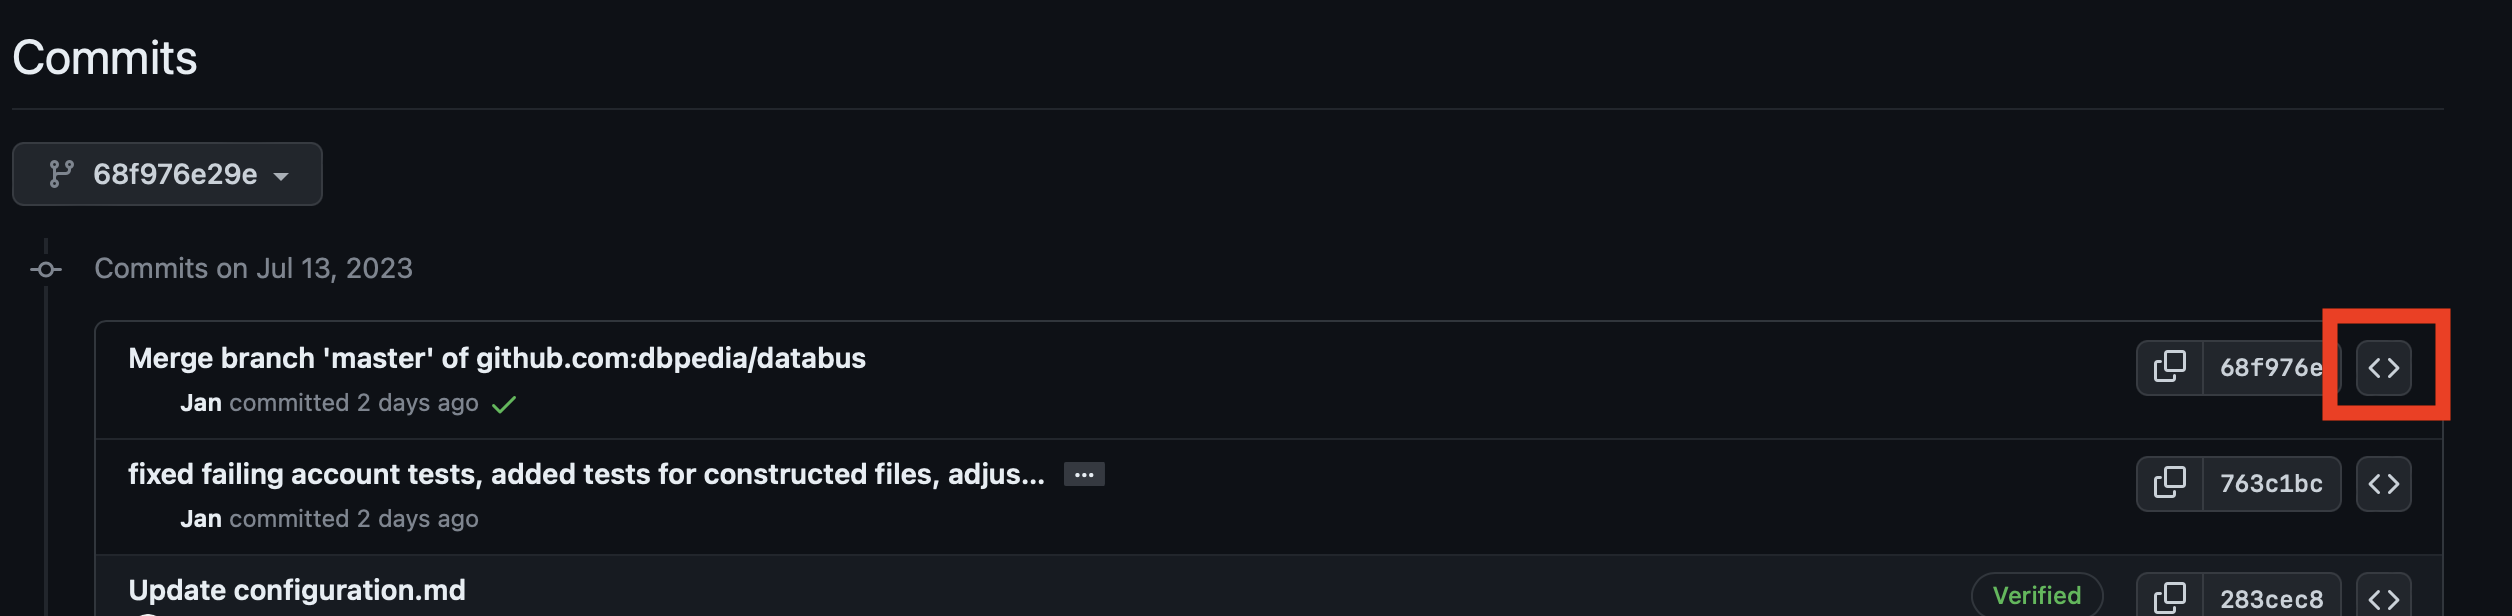 Commits
68f976e29e
Commits on Jul 13, 2023
Merge branch 'master' of github.com:dbpedia/databus
68f976e
Jan committed 2 days ago
fixed failing account tests, added tests for constructed files, adjus... ...
763c1bc
Jan committed 2 days ago
Update configuration.md
Verified
283cec8